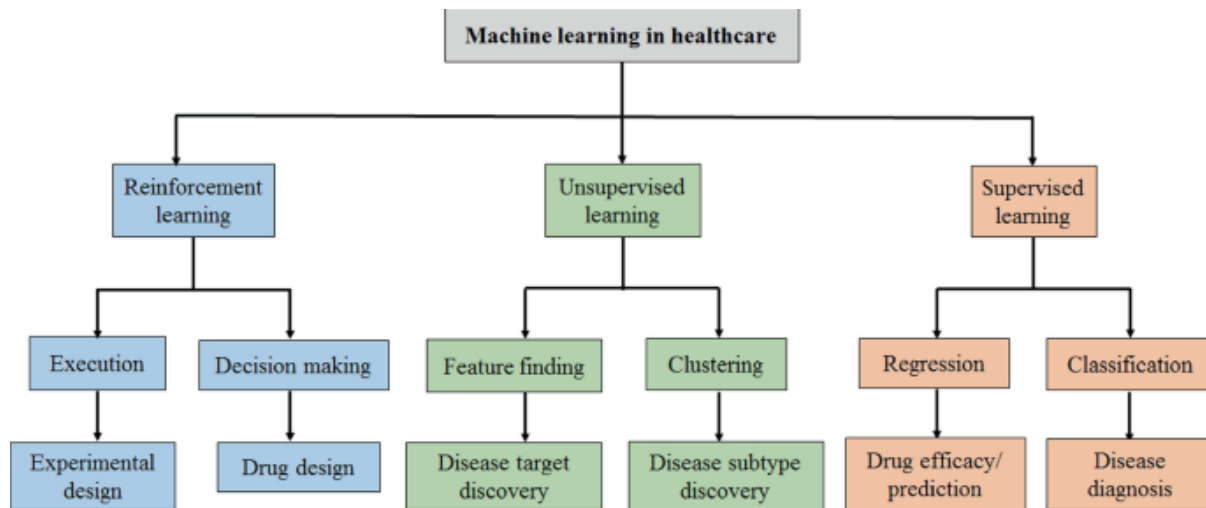 Machine learning in healthcare
Reinforcement
learning
Unsupervised
learning
Supervised
learning
Execution
Decision making
Feature finding
Clustering
Regression
Classification
Experimental
design
Drug design
Disease target
discovery
Disease subtype
discovery
Drug efficacy/
prediction
Disease
diagnosis